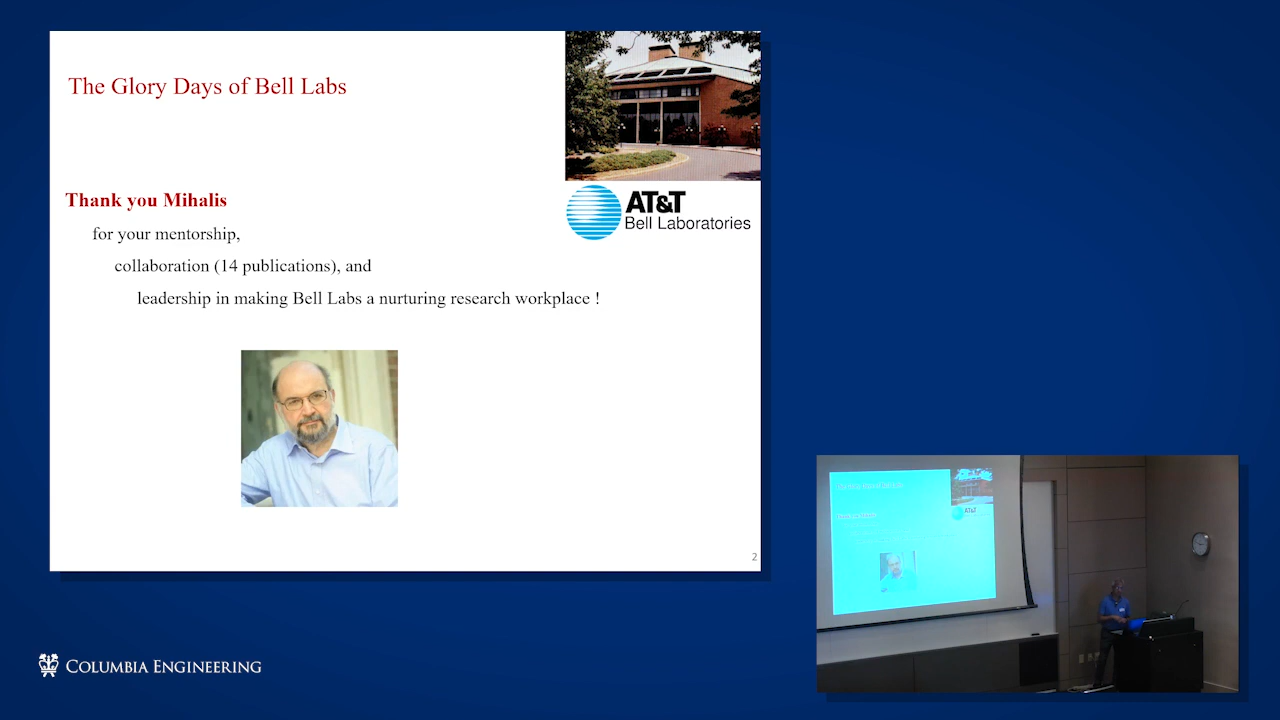 The Glory Days of Bell Labs
Thank you Mihalis
for your mentorship,
collaboration (14 publications), and
leadership in making Bell Labs a nurturing research workplace !
AT&T
Bell Laboratories
2
COLUMBIA ENGINEERING
AT&T